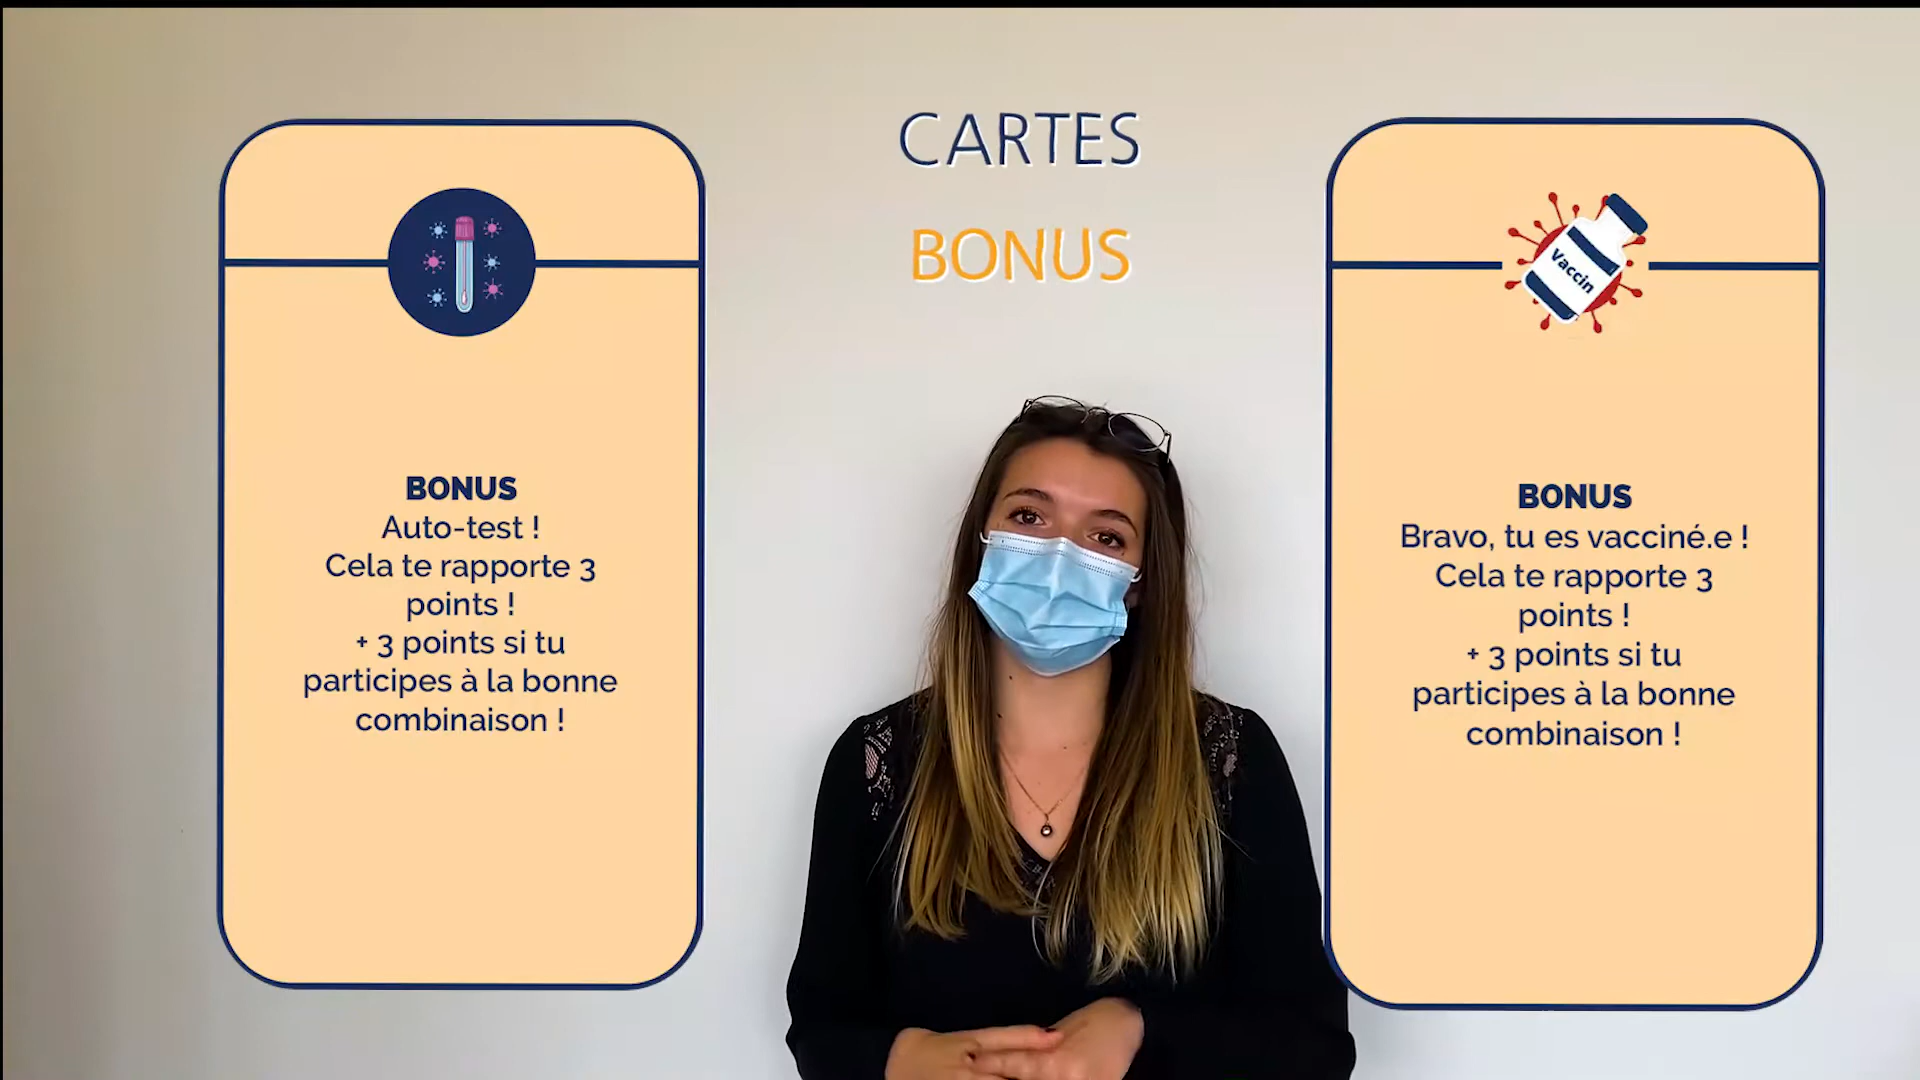 CARTES
BONUS
BONUS
Auto-test !
Cela te rapporte 3
points !
+ 3 points si tu
participes à la bonne
combinaison !
Vaccin
BONUS
Bravo, tu es vacciné.e !
Cela te rapporte 3
points !
+ 3 points si tu
participes à la bonne
combinaison !